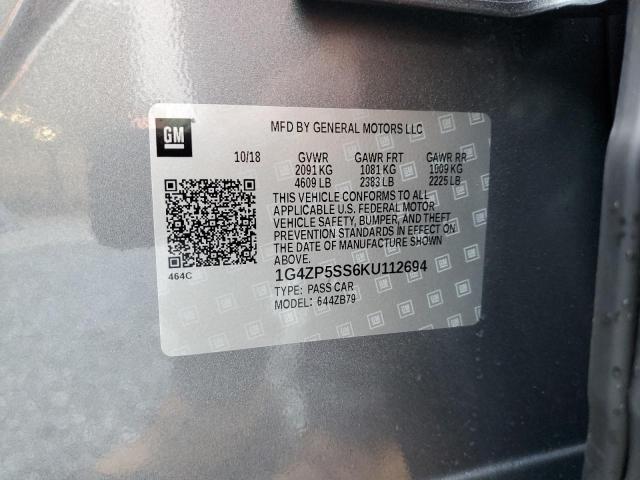 GM
MFD BY GENERAL MOTORS LLC
10/18 GVWR GAWR FRT GAWR RR
2091 KG 1081 KG 1009 KG
4609 LB 2383 LB 2225 LB
THIS VEHICLE CONFORMS TO ALL
APPLICABLE U.S. FEDERAL MOTOR
VEHICLE SAFETY, BUMPER, AND THEFT
PREVENTION STANDARDS IN EFFECT ON
THE DATE OF MANUFACTURE SHOWN
ABOVE.
464C
1G4ZP5SS6KU112694
TYPE: PASS CAR
MODEL: 644ZB79